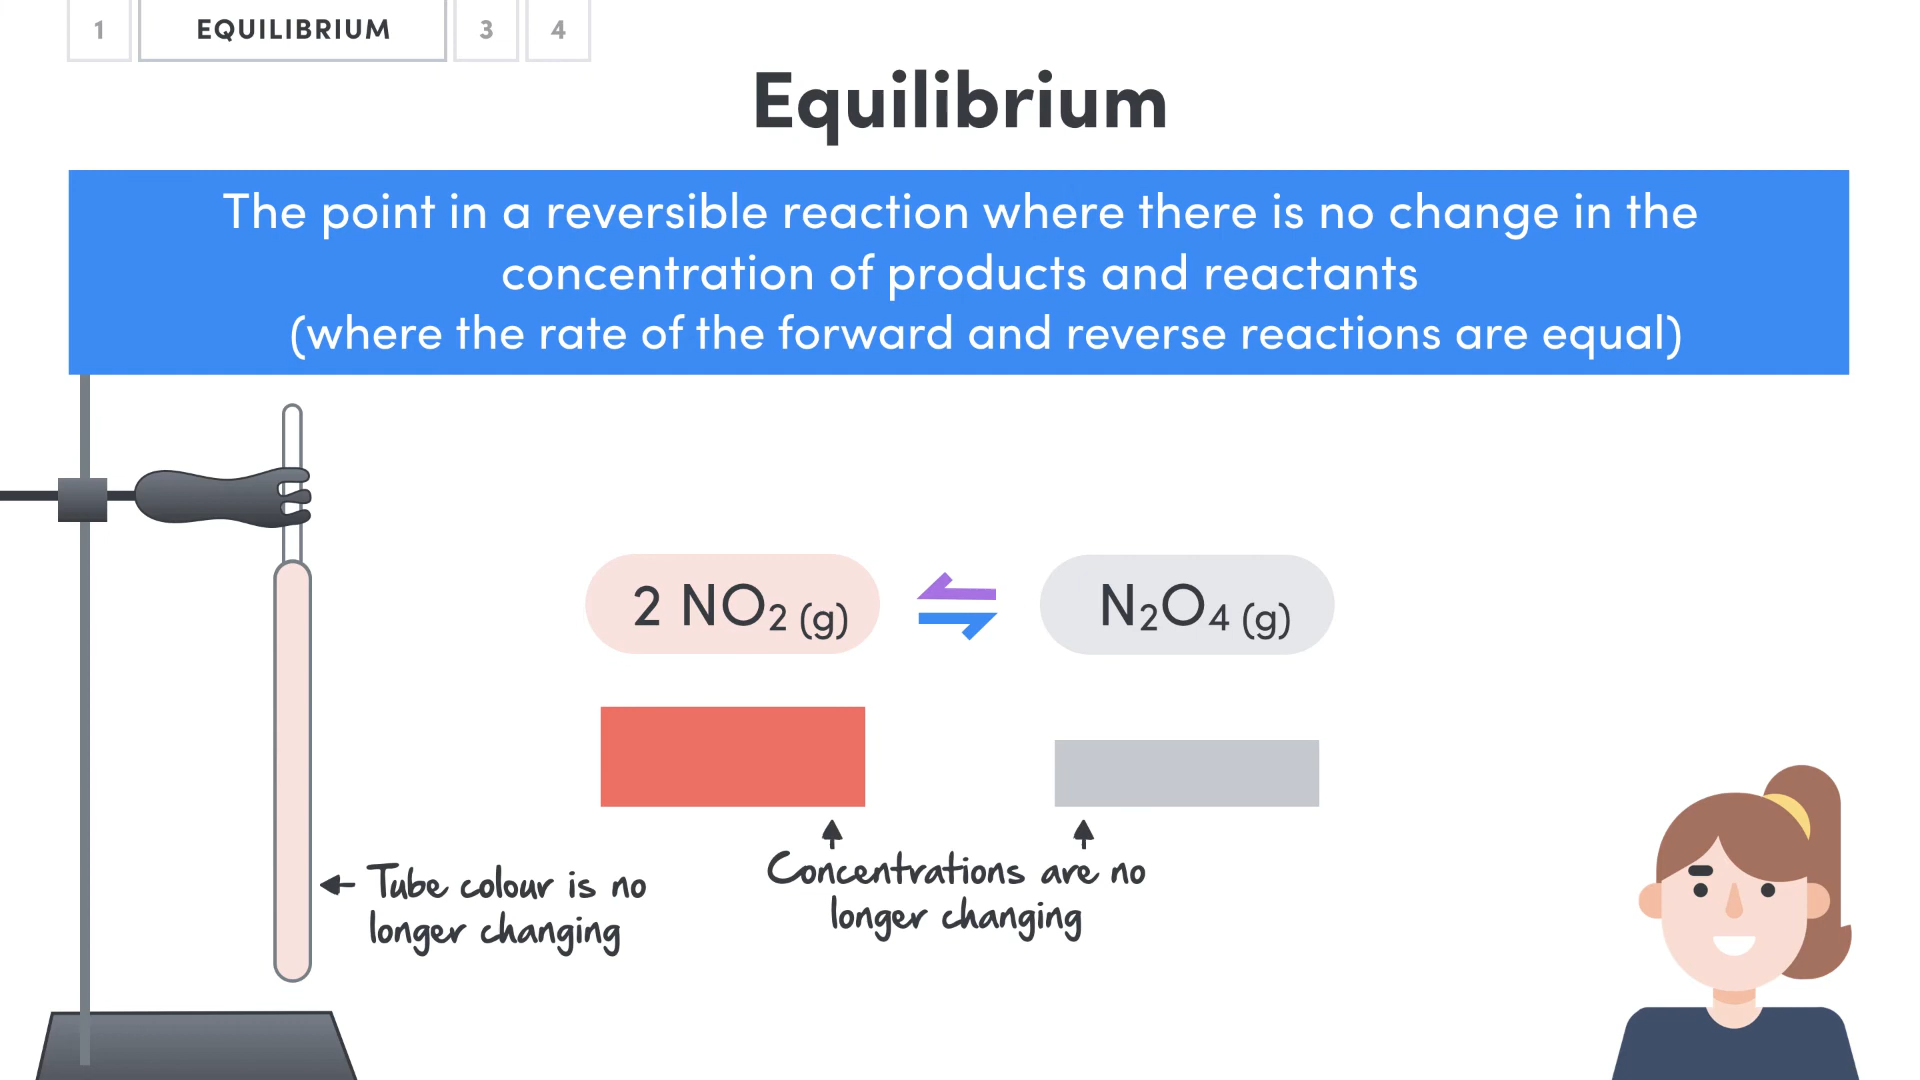 1 EQUILIBRIUM 3 4
Equilibrium
The point in a reversible reaction where there is no change in the
concentration of products and reactants
(where the rate of the forward and reverse reactions are equal)
2 NO₂ (g) ⇌ N₂O₄ (g)
Tube colour is no
longer changing
Concentrations are no
longer changing